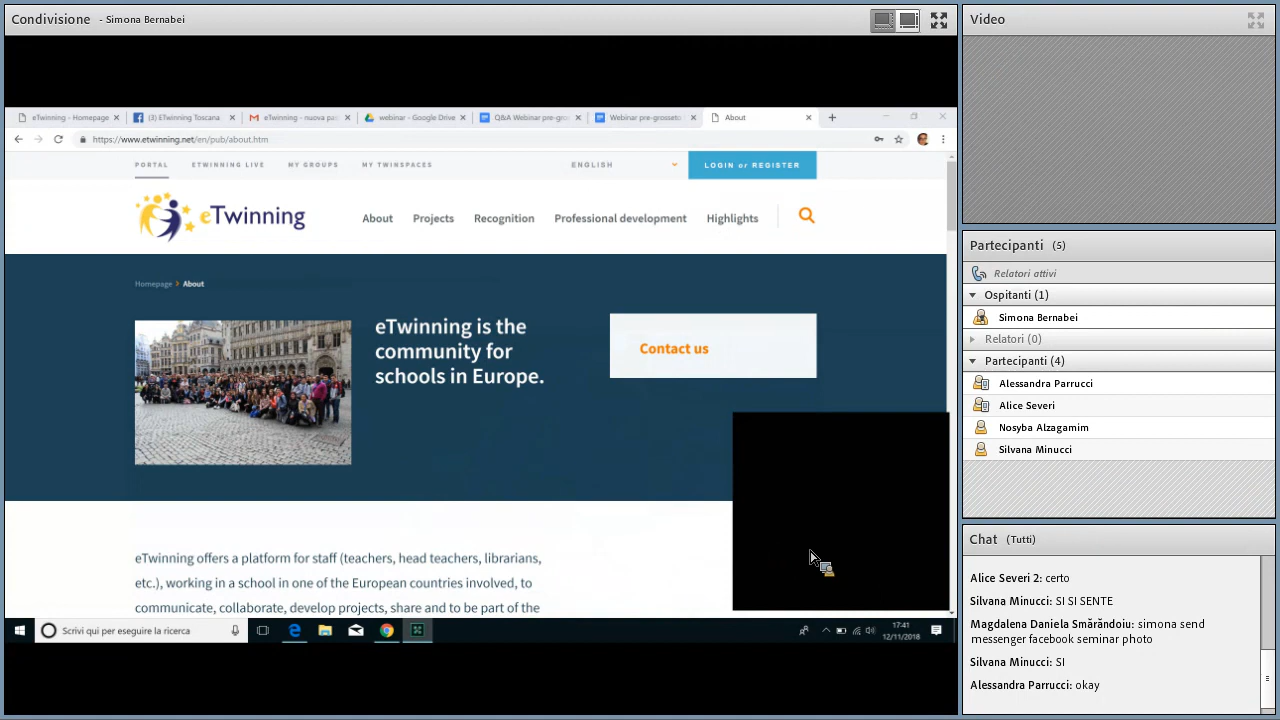 Condivisione - Simona Bernabei
eTwinning - Homepage
(3) ETwinning Toscana
eTwinning - nuova pa
webinar - Google Drive
Q&A Webinar pre-gros
Webinar pre-grosseto
About
https://www.etwinning.net/en/pub/about.htm
PORTAL ETWINNING LIVE MY GROUPS MY TWINSPACES ENGLISH LOGIN or REGISTER
eTwinning
About Projects Recognition Professional development Highlights
Homepage > About
eTwinning is the
community for
schools in Europe.
Contact us
eTwinning offers a platform for staff (teachers, head teachers, librarians,
etc.), working in a school in one of the European countries involved, to
communicate, collaborate, develop projects, share and to be part of the
Scrivi qui per eseguire la ricerca
17:41
12/11/2018
Video
Partecipanti (5)
Relatori attivi
Ospitanti (1)
Simona Bernabei
Relatori (0)
Partecipanti (4)
Alessandra Parrucci
Alice Severi
Nosyba Alzagamim
Silvana Minucci
Chat (Tutti)
Alice Severi 2: certo
Silvana Minucci: SI SI SENTE
Magdalena Daniela Smărăndoiu: simona send
messenger facebook seminar photo
Silvana Minucci: SI
Alessandra Parrucci: okay